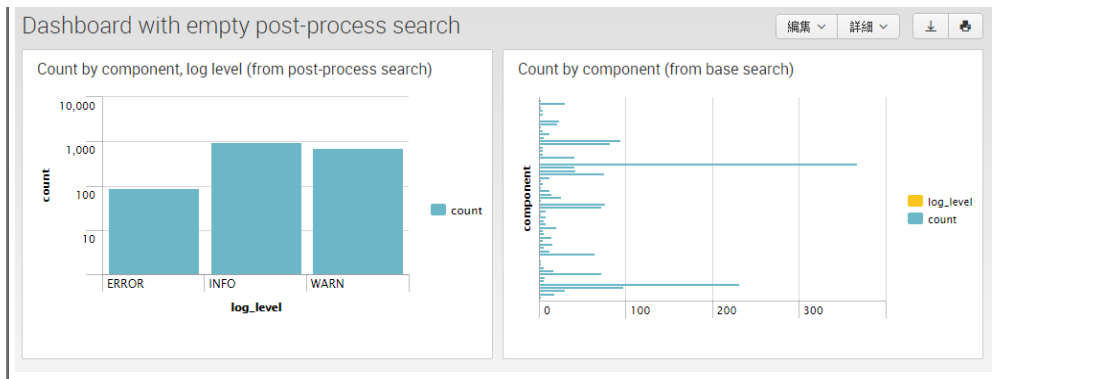 Dashboard with empty post-process search
編集
詳細
Count by component, log level (from post-process search)
10,000
1,000
100
10
count
ERROR
INFO
WARN
log_level
count
Count by component (from base search)
component
0
100
200
300
log_level
count